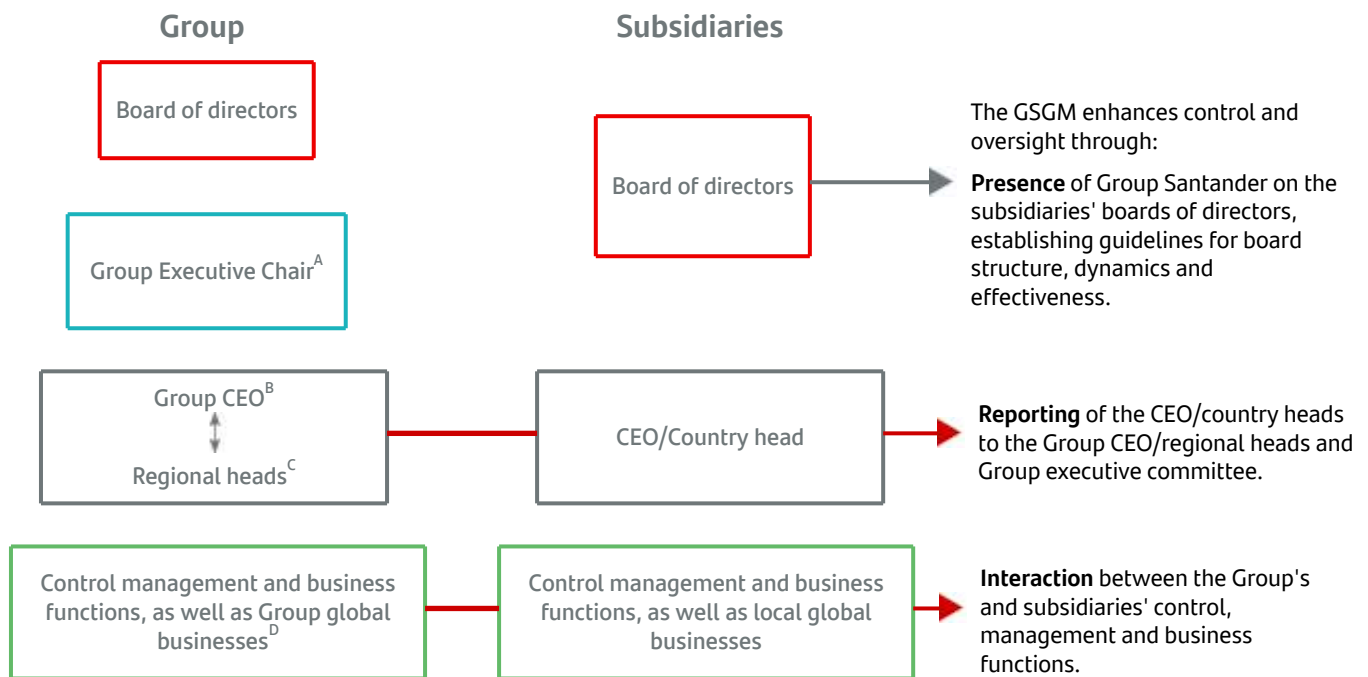 Group
Subsidiaries
Board of directors
Board of directors
The GSGM enhances control and
oversight through:
Presence of Group Santander on the
subsidiaries' boards of directors,
establishing guidelines for board
structure, dynamics and
effectiveness.
Group Executive Chair^A
Group CEO^B
Regional heads^C
CEO/Country head
Reporting of the CEO/country heads
to the Group CEO/regional heads and
Group executive committee.
Control management and business
functions, as well as Group global
businesses^D
Control management and business
functions, as well as local global
businesses
Interaction between the Group's
and subsidiaries' control,
management and business
functions.